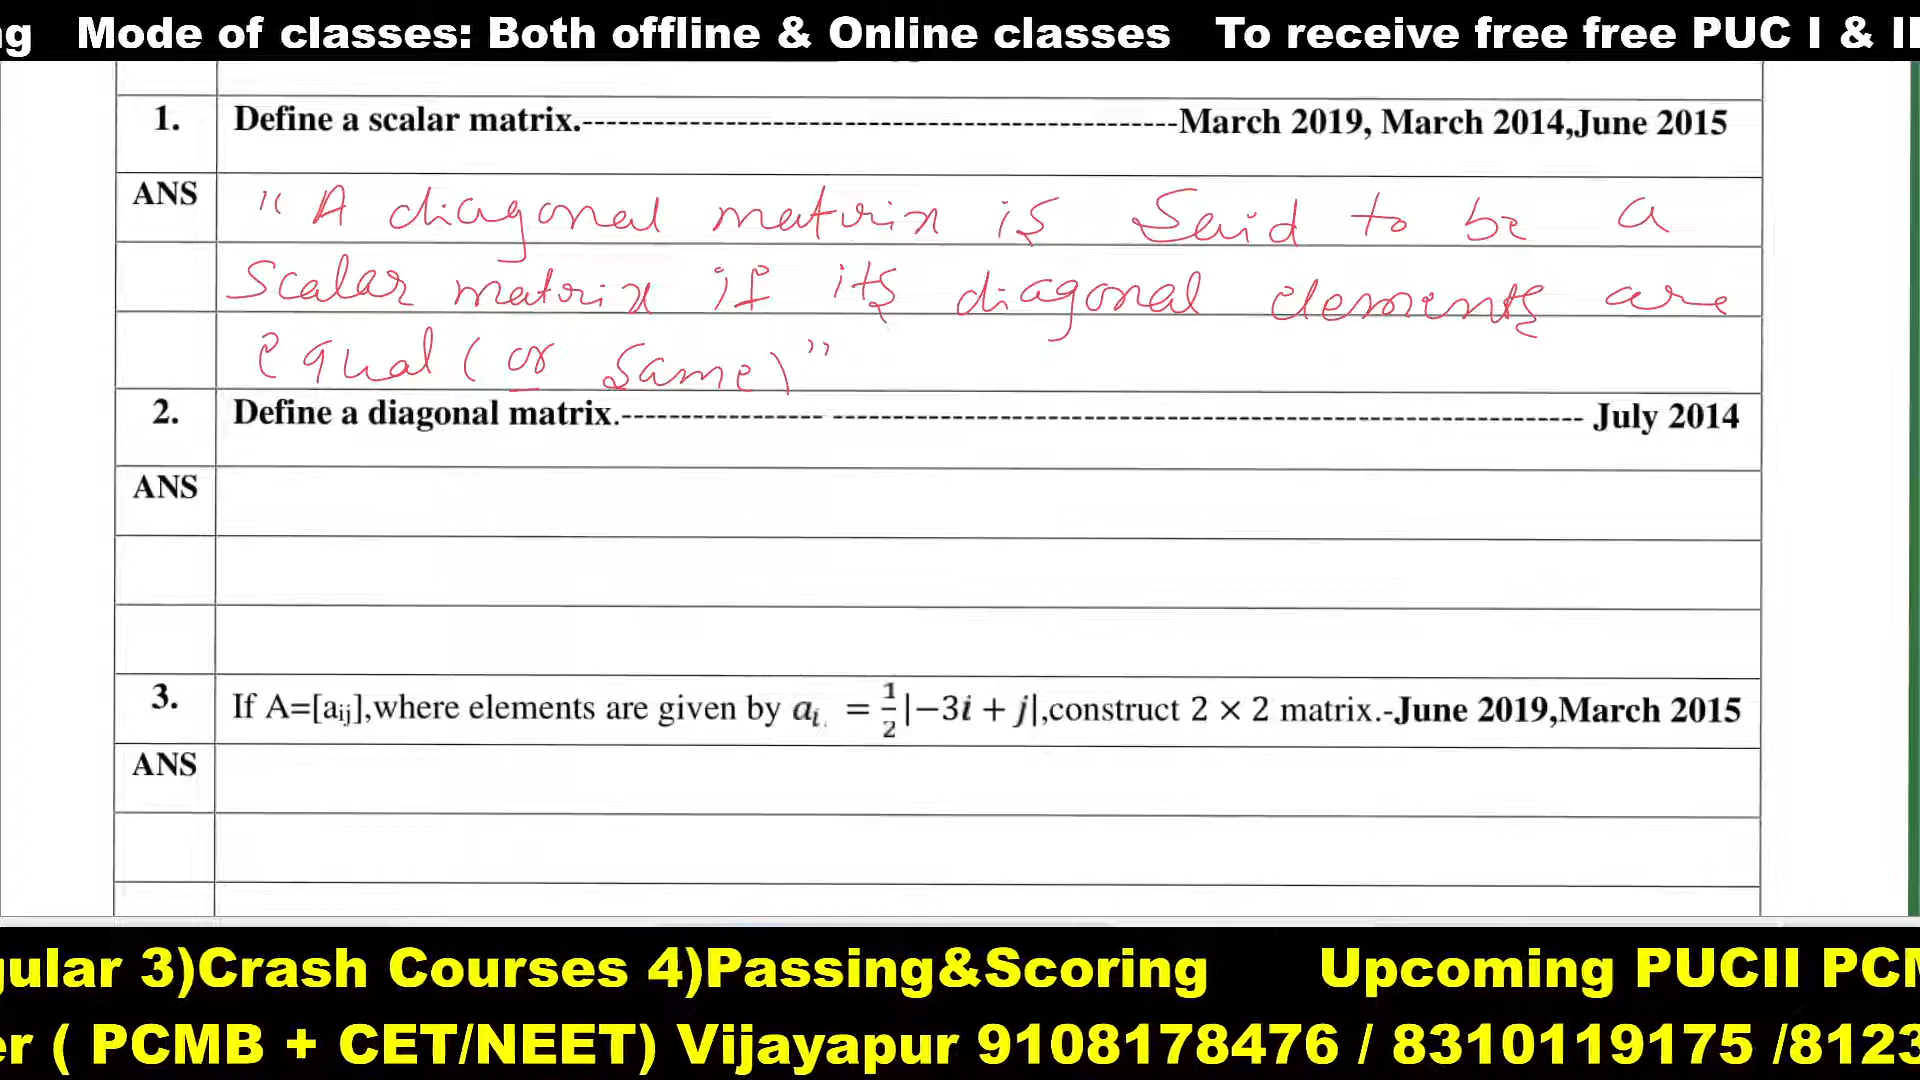 Mode of classes: Both offline & Online classes To receive free free PUC I &
1. Define a scalar matrix.------------------------------------------------March 2019, March 2014,June 2015
ANS "A diagonal matrix is Said to be a
Scalar matrix if its diagonal elements are
equal (or Same)"
2. Define a diagonal matrix.----------------- -------------------------------------------------------------- July 2014
ANS
3. If A=[aᵢⱼ],where elements are given by aᵢ = 1/2|−3i + j|,construct 2 × 2 matrix.-June 2019,March 2015
ANS
3)Crash Courses 4)Passing&Scoring Upcoming PUCII
( PCMB + CET/NEET) Vijayapur 9108178476 / 8310119175 /8123